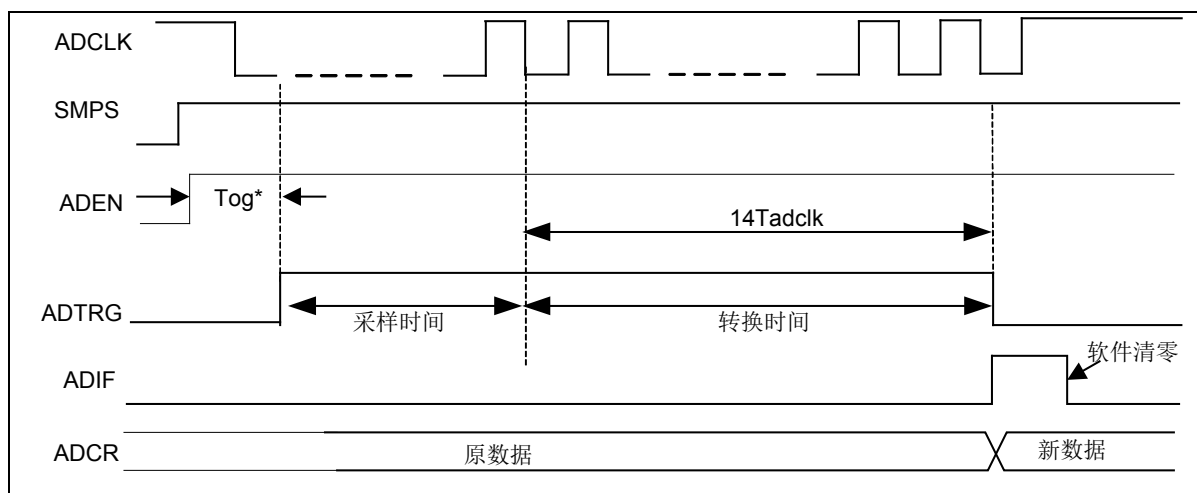 ADCLK
SMPS
ADEN
Tog*
14Tadclk
ADTRG
采样时间
转换时间
ADIF
软件清零
ADCR
原数据
新数据